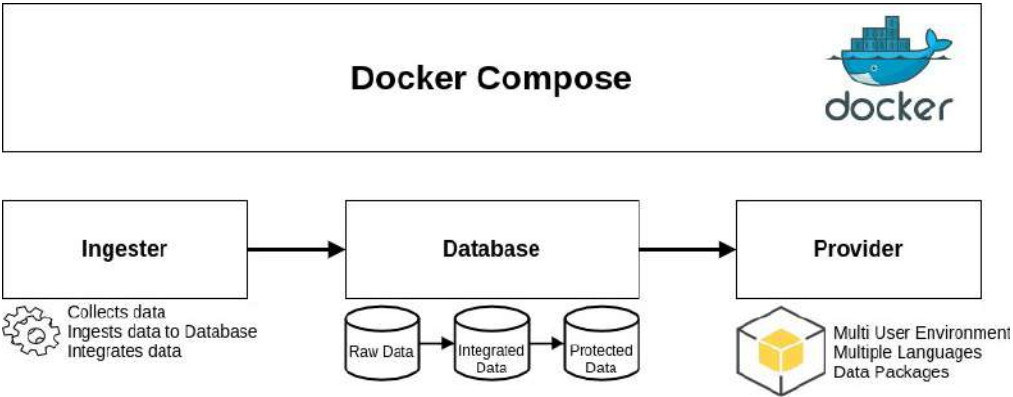 Docker Compose
docker
Ingester
Database
Provider
Collects data
Ingests data to Database
Integrates data
Raw Data
Integrated
Data
Protected
Data
Multi User Environment
Multiple Languages
Data Packages